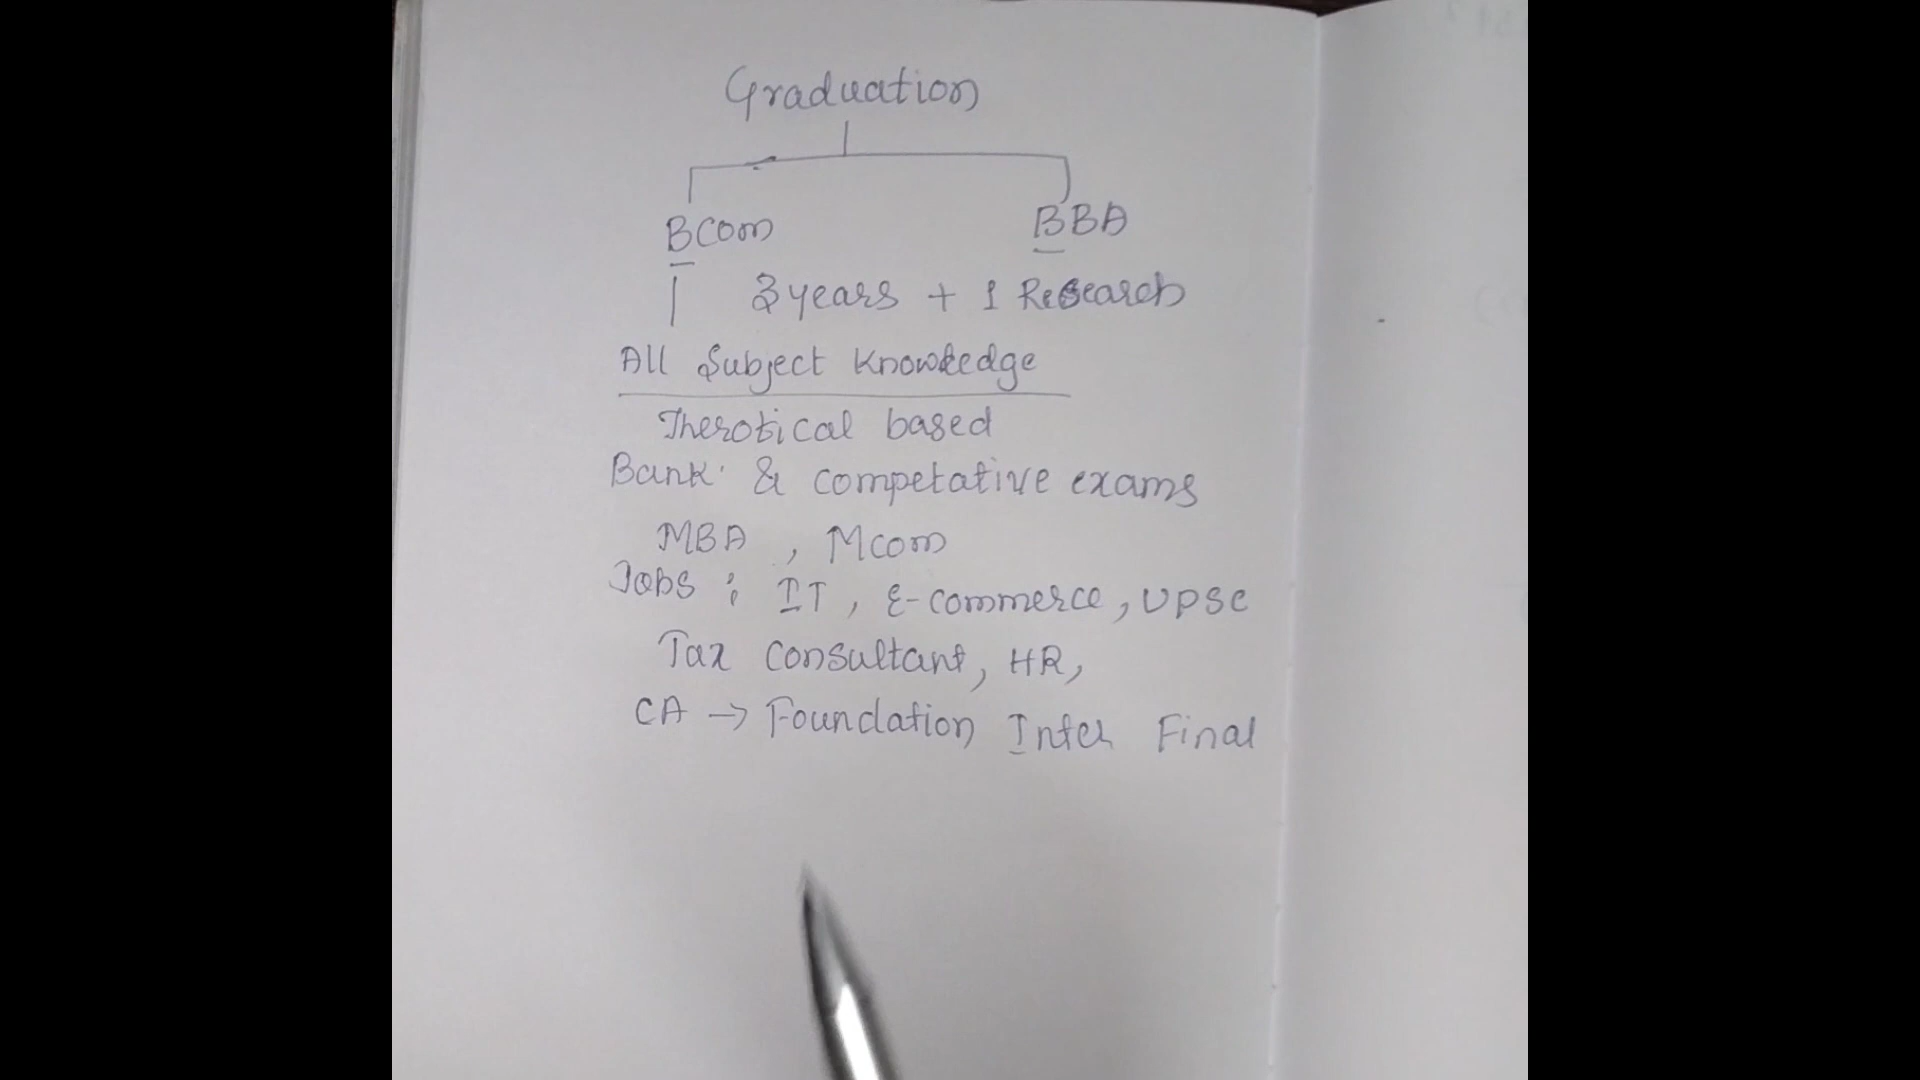 Graduation
BCom BBA
3 years + 1 Research
All Subject Knowledge
Therotical based
Bank & competative exams
MBA , Mcom
Jobs : IT, E-commerce, UPSC
Tax Consultant, HR,
CA → Foundation Inter Final